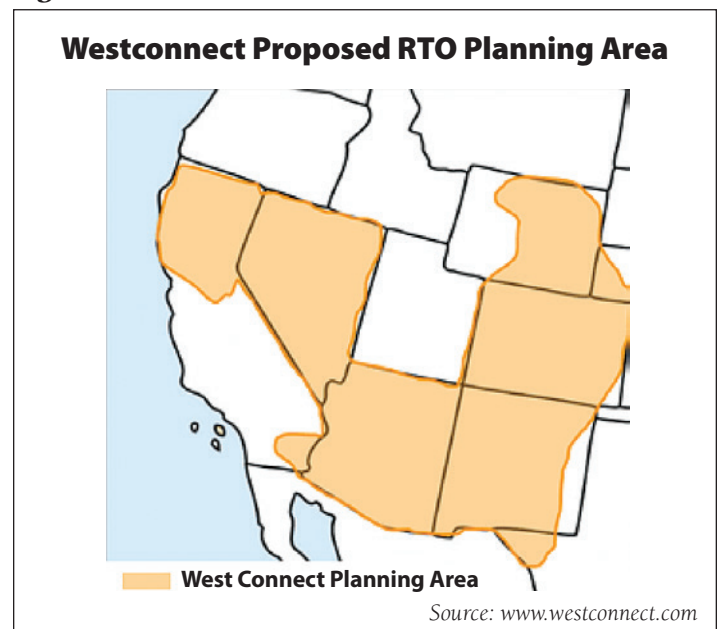 Westconnect Proposed RTO Planning Area
West Connect Planning Area
Source: www.westconnect.com